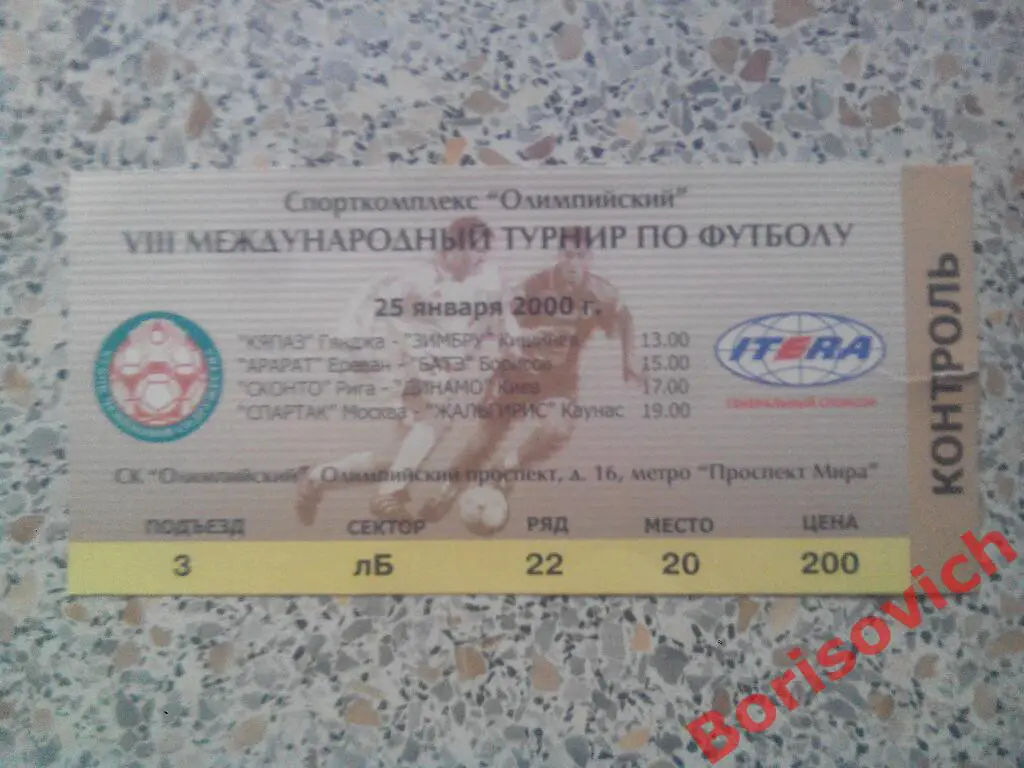 Спорткомплекс "Олимпийский"
VIII МЕЖДУНАРОДНЫЙ ТУРНИР ПО ФУТБОЛУ
25 января 2000 г.
"КЯПАЗ" Гянджа - "ЗИМБРУ" Кишинев 13.00
"АРАРАТ" Ереван - "БАТЭ" Борисов 15.00
"СКОНТО" Рига - "ДИНАМО" Киев 17.00
"СПАРТАК" Москва - "ЖАЛЬГИРИС" Каунас 19.00
ITERA
ГЕНЕРАЛЬНЫЙ СПОНСОР
СК "Олимпийский", Олимпийский проспект, д. 16, метро "Проспект Мира"
ПОДЪЕЗД СЕКТОР РЯД МЕСТО ЦЕНА
3 лБ 22 20 200
КОНТРОЛЬ
Borisovich